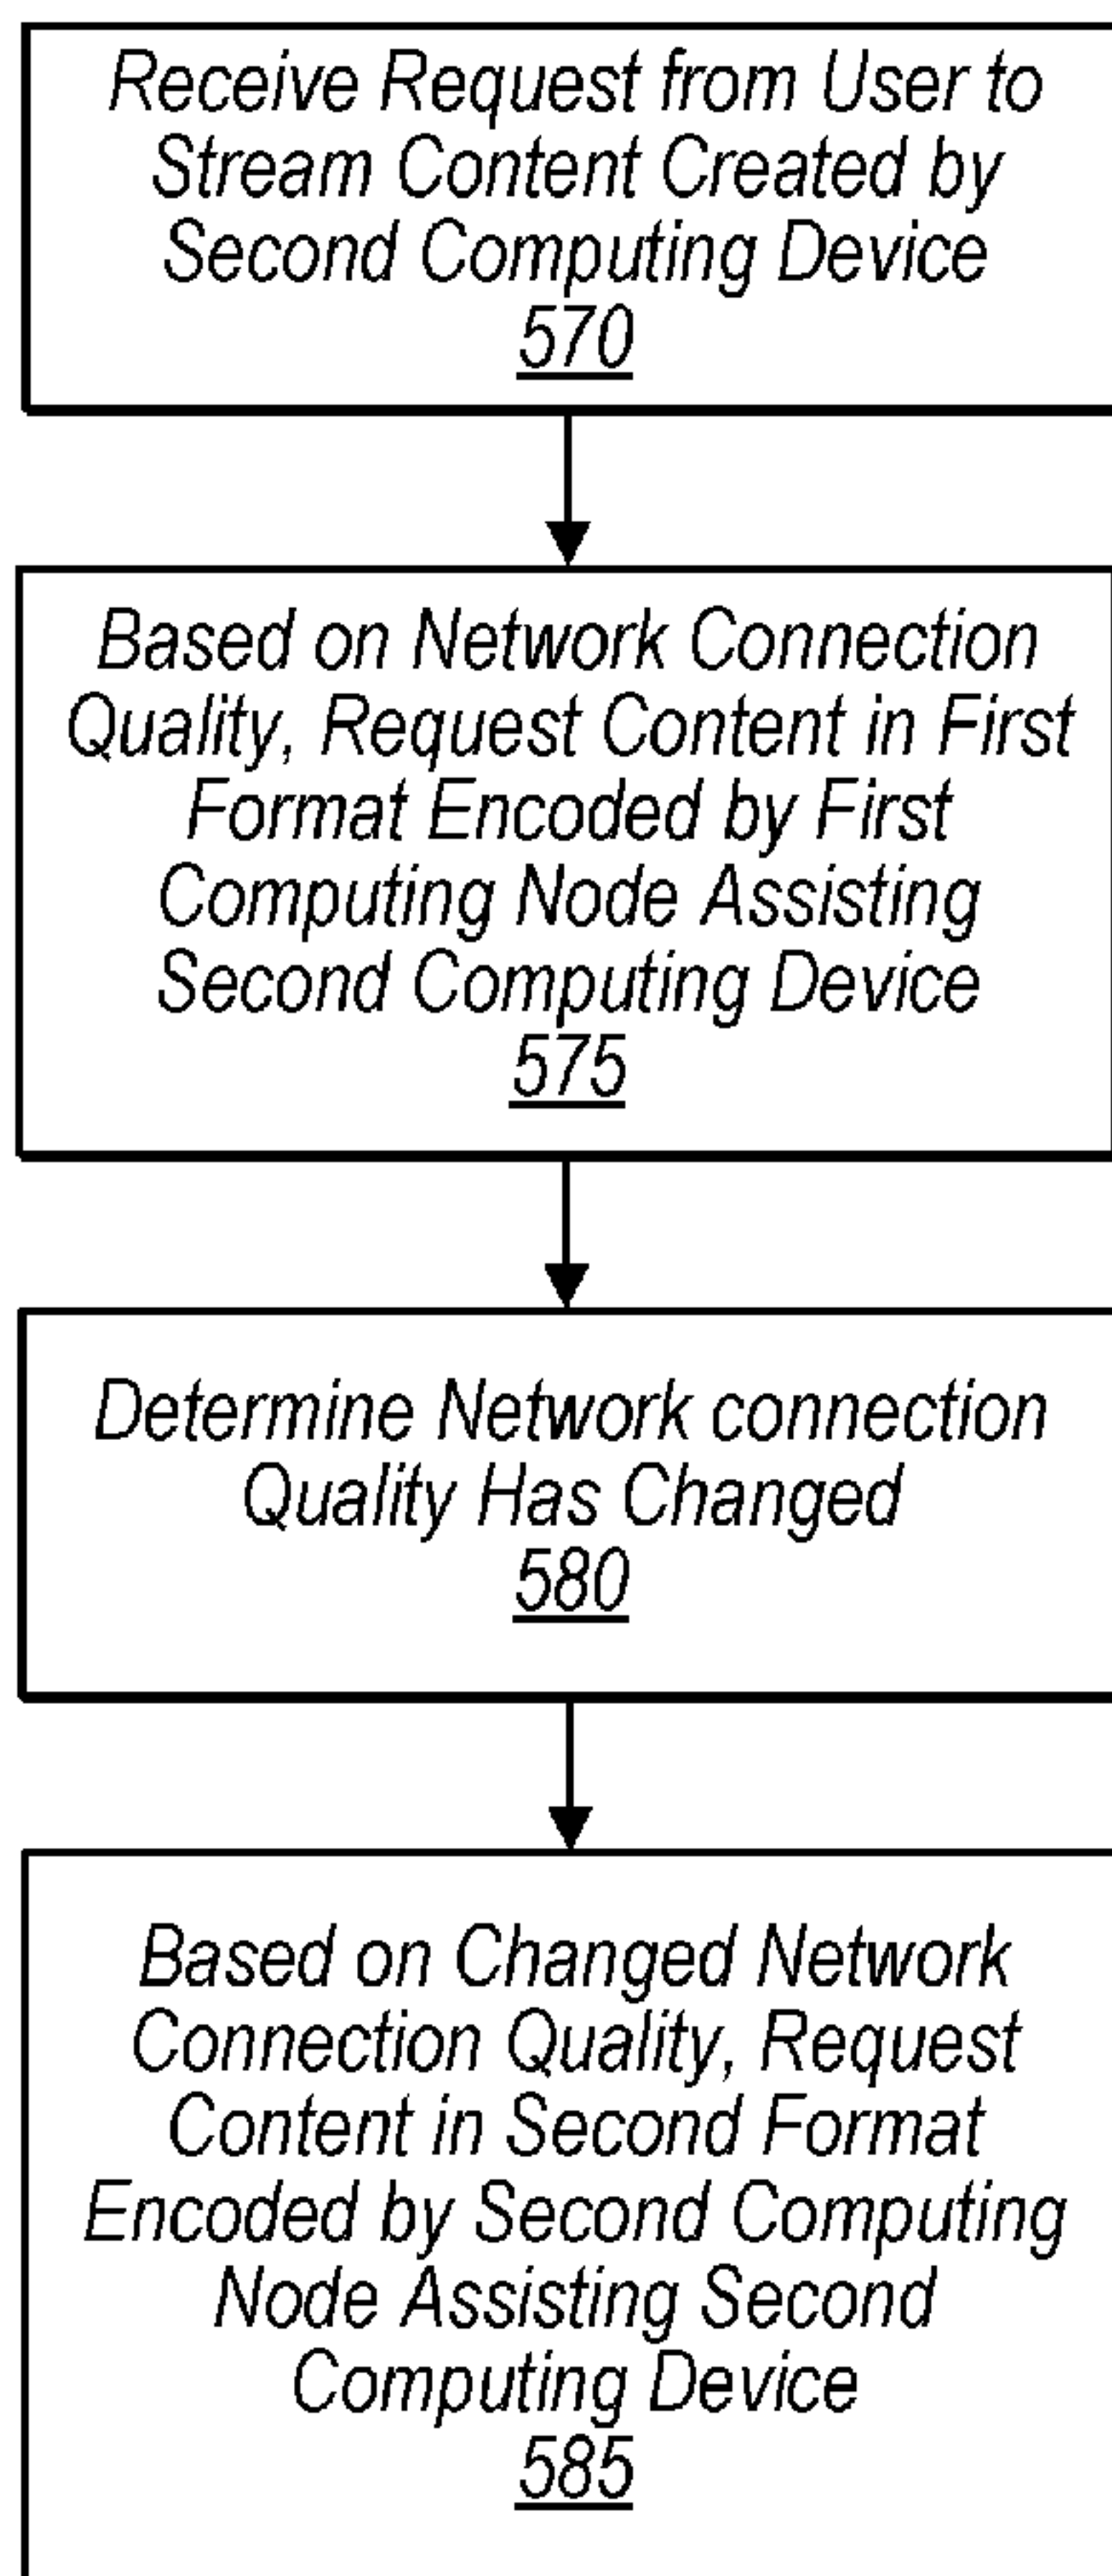 Receive Request from User to
Stream Content Created by
Second Computing Device
570
Based on Network Connection
Quality, Request Content in First
Format Encoded by First
Computing Node Assisting
Second Computing Device
575
Determine Network connection
Quality Has Changed
580
Based on Changed Network
Connection Quality, Request
Content in Second Format
Encoded by Second Computing
Node Assisting Second
Computing Device
585